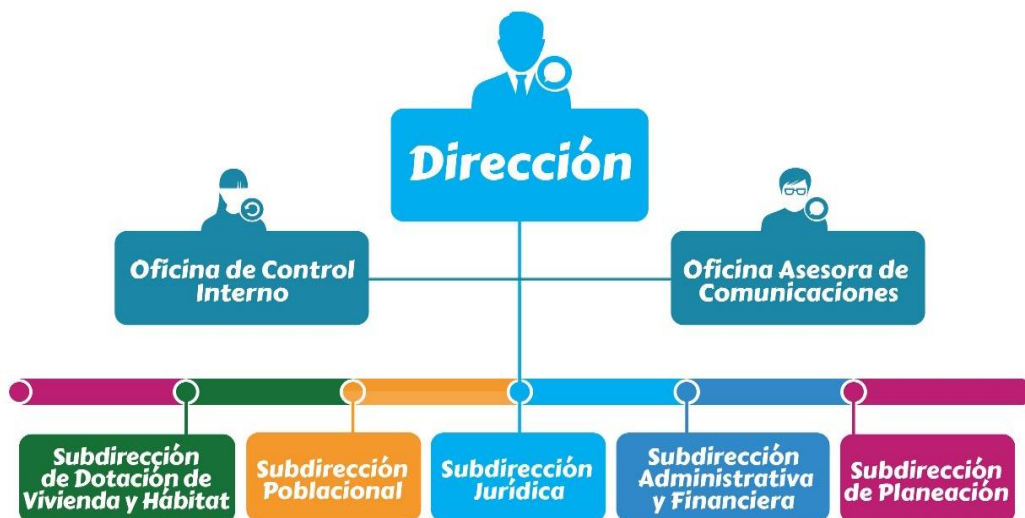 Dirección
Oficina de Control
Interno
Oficina Asesora de
Comunicaciones
Subdirección
de Dotación de
Vivienda y Hábitat
Subdirección
Poblacional
Subdirección
Jurídica
Subdirección
Administrativa
y Financiera
Subdirección
de Planeación